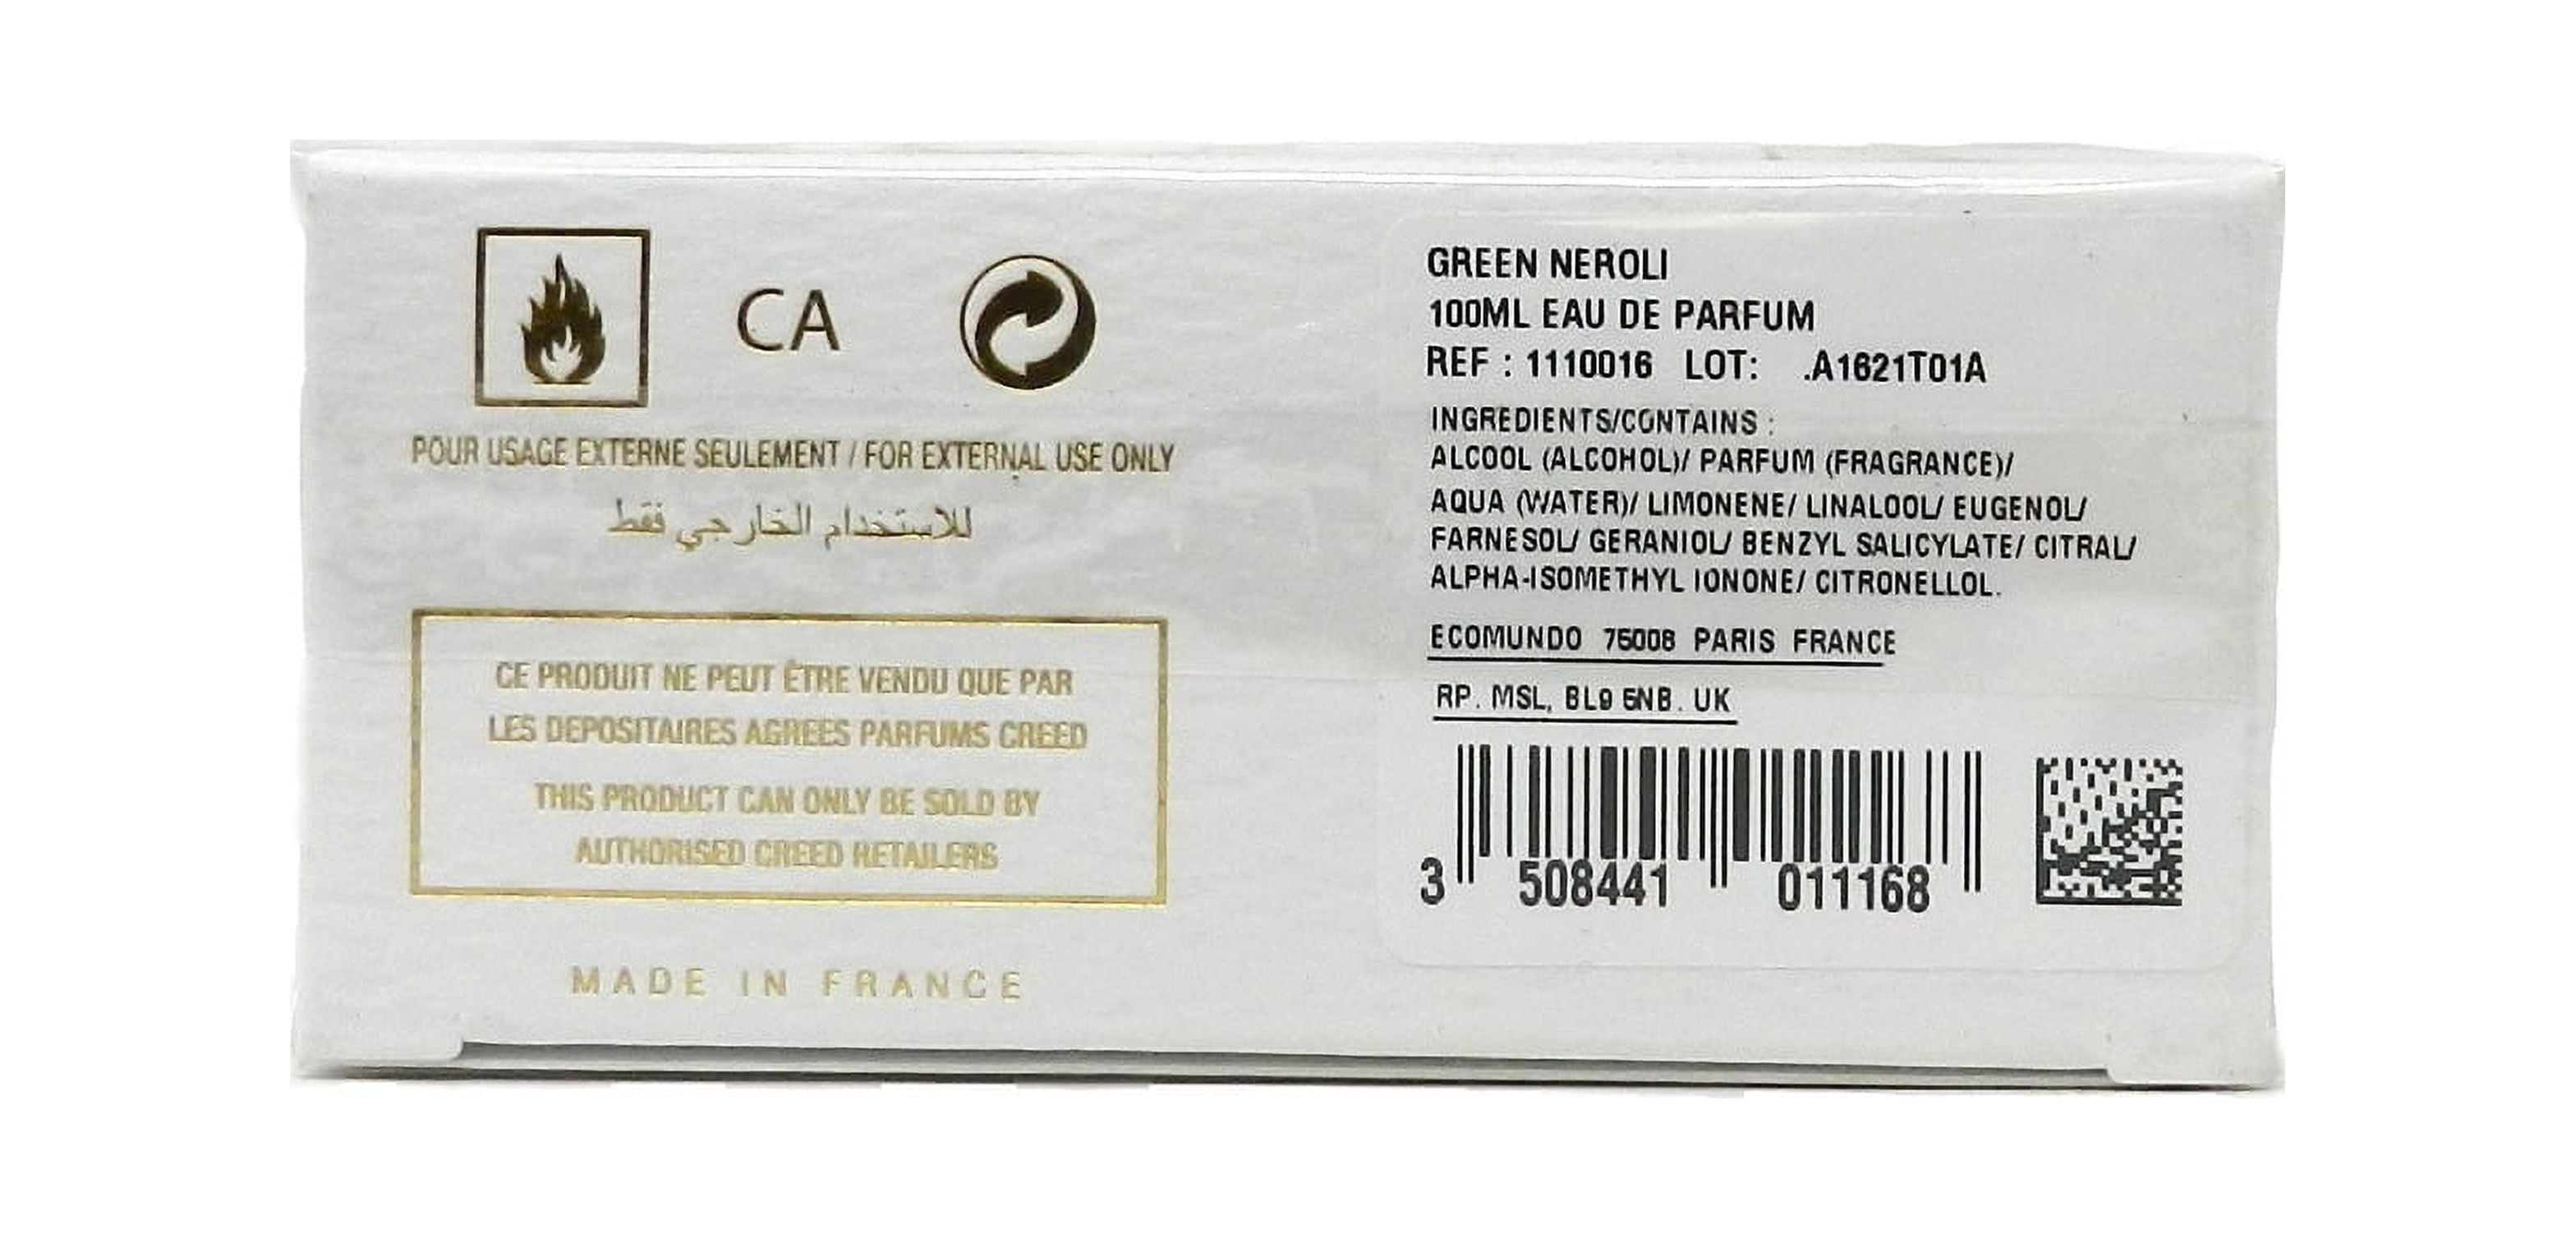 CA
POUR USAGE EXTERNE SEULEMENT / FOR EXTERNAL USE ONLY
للاستخدام الخارجي فقط
CE PRODUIT NE PEUT ÊTRE VENDU QUE PAR
LES DEPOSITAIRES AGREES PARFUMS CREED
THIS PRODUCT CAN ONLY BE SOLD BY
AUTHORISED CREED RETAILERS
MADE IN FRANCE
GREEN NEROLI
100ML EAU DE PARFUM
REF : 1110016 LOT: .A1621T01A
INGREDIENTS/CONTAINS :
ALCOOL (ALCOHOL)/ PARFUM (FRAGRANCE)/
AQUA (WATER)/ LIMONENE/ LINALOOL/ EUGENOL/
FARNESOL/ GERANIOL/ BENZYL SALICYLATE/ CITRAL/
ALPHA-ISOMETHYL IONONE/ CITRONELLOL.
ECOMUNDO 75008 PARIS FRANCE
RP. MSL, BL9 5NB. UK
3 508441 011168